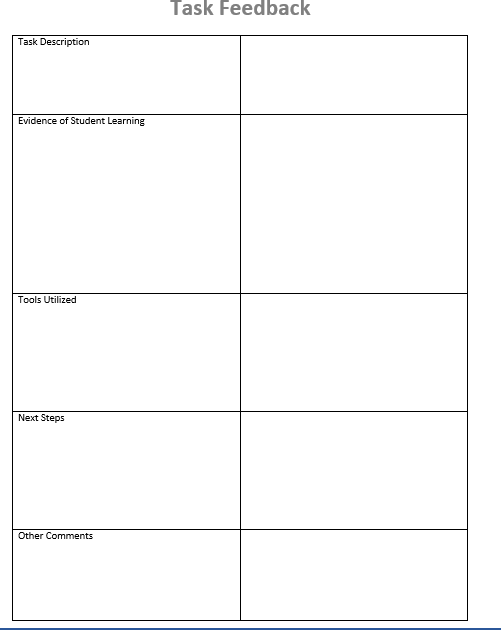 Task Feedback
Task Description
Evidence of Student Learning
Tools Utilized
Next Steps
Other Comments